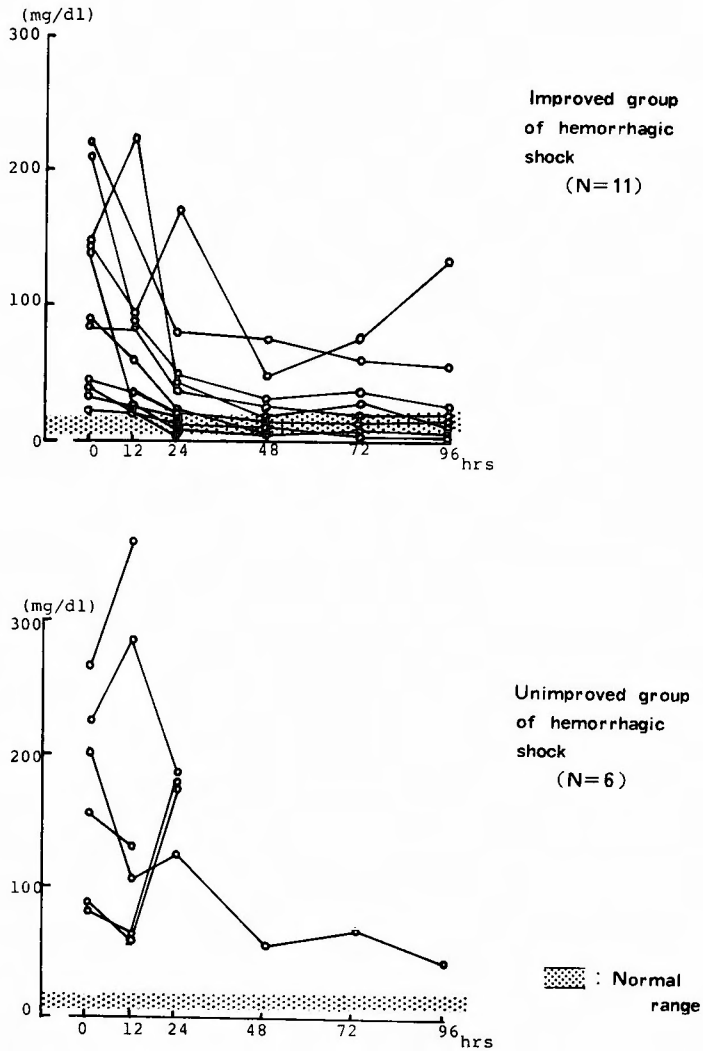 (mg/dl)
300
200
100
0
0 12 24 48 72 96 hrs
Improved group
of hemorrhagic
shock
(N=11)
(mg/dl)
300
200
100
0
0 12 24 48 72 96 hrs
Unimproved group
of hemorrhagic
shock
(N=6)
: Normal
range